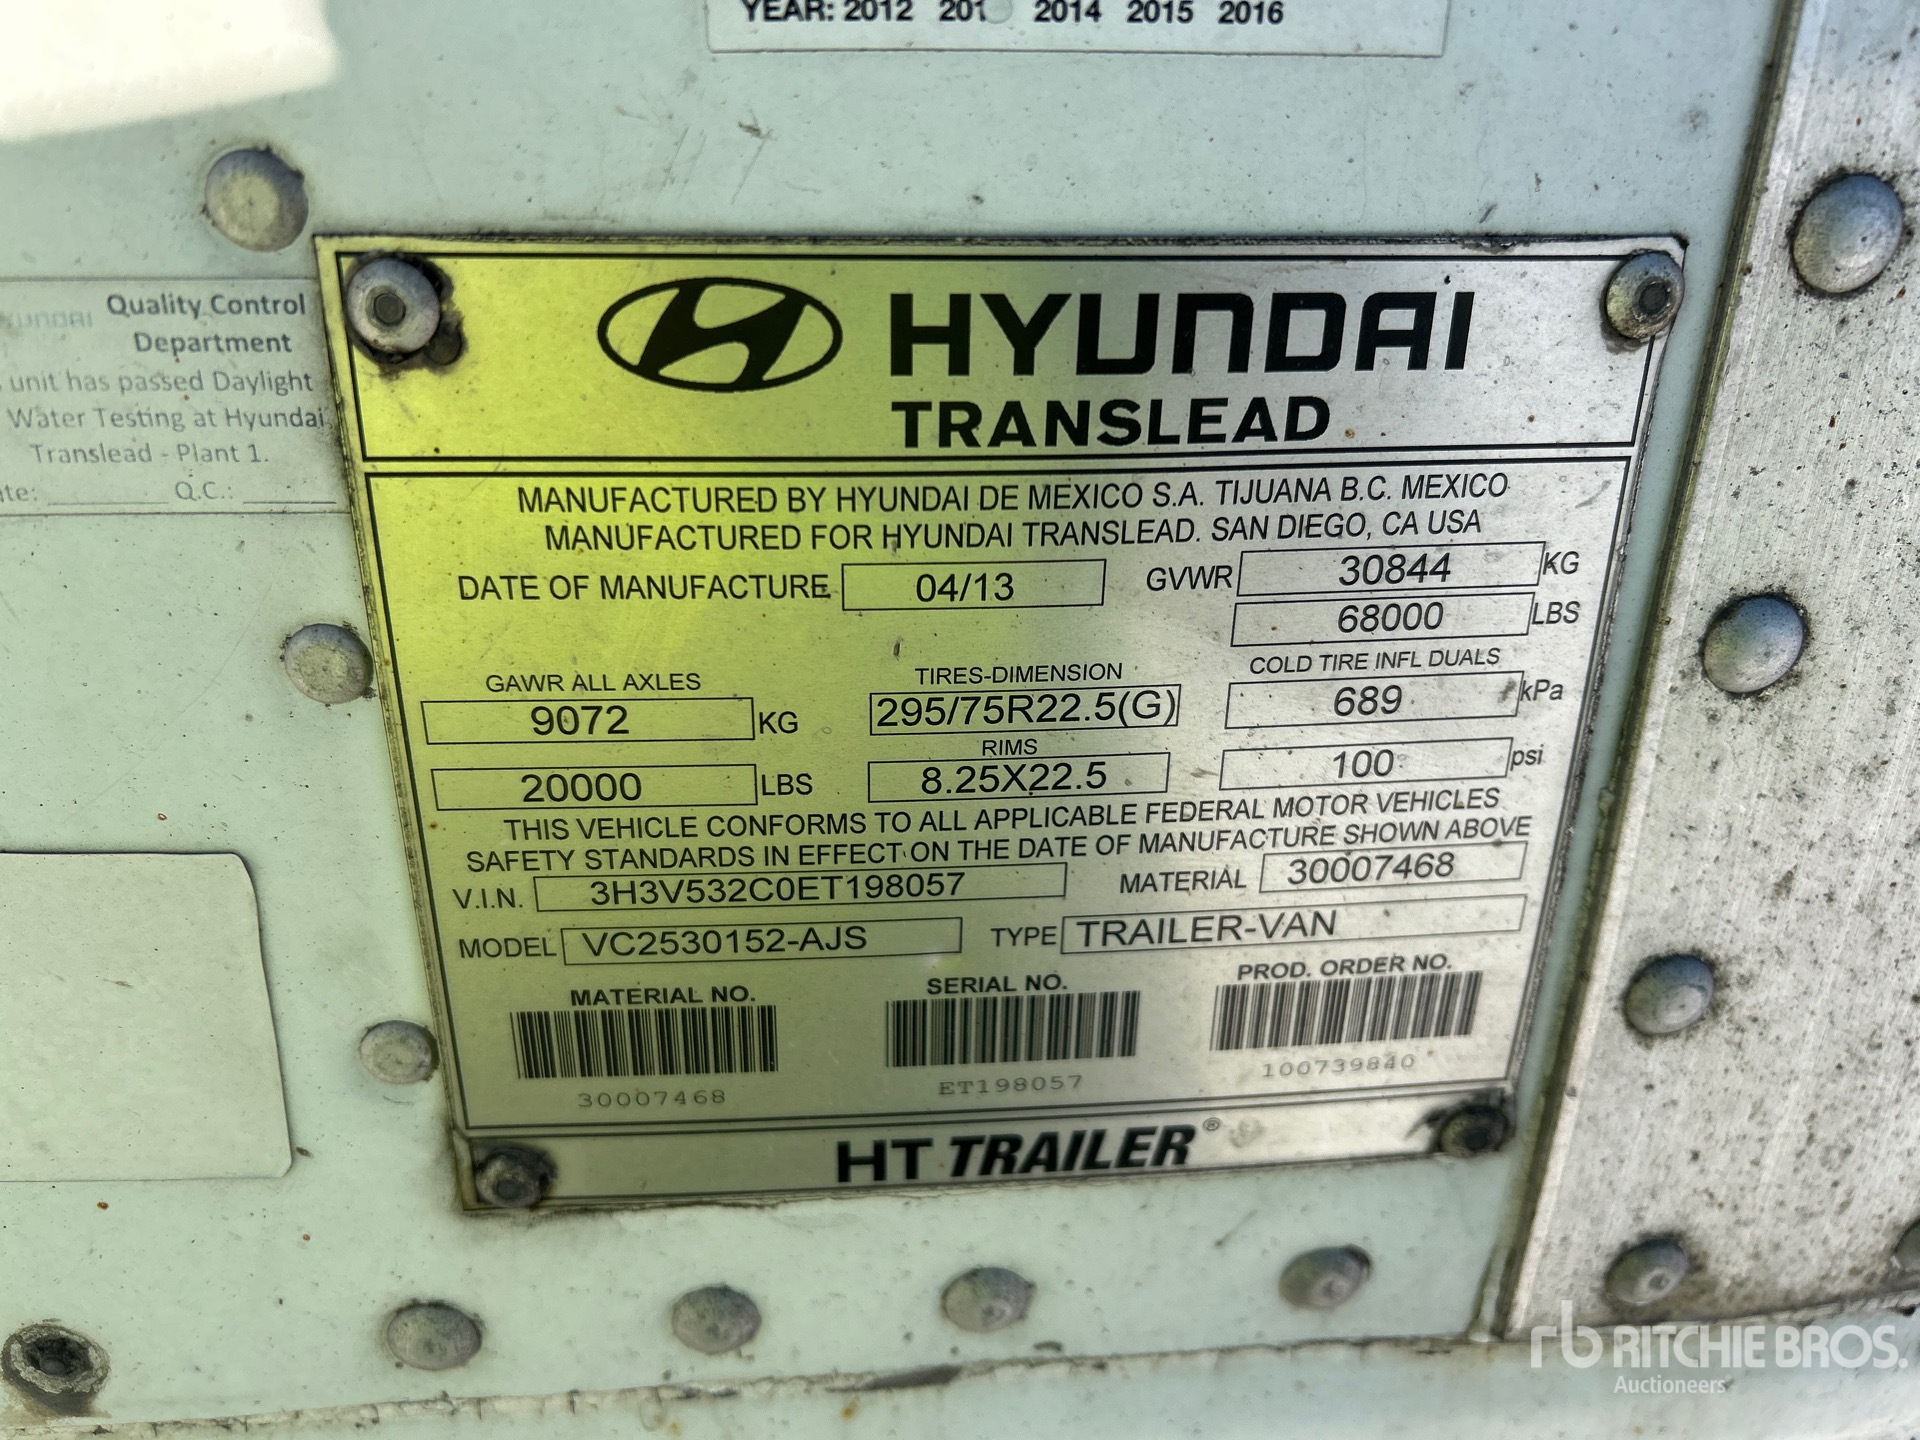 YEAR: 2012 201 2014 2015 2016
HYUNDAI Quality Control
Department
unit has passed Daylight
Water Testing at Hyundai
Translead - Plant 1.
Q.C.:
HYUNDAI
TRANSLEAD
MANUFACTURED BY HYUNDAI DE MEXICO S.A. TIJUANA B.C. MEXICO
MANUFACTURED FOR HYUNDAI TRANSLEAD. SAN DIEGO, CA USA
DATE OF MANUFACTURE 04/13 GVWR 30844 KG
68000 LBS
GAWR ALL AXLES TIRES-DIMENSION COLD TIRE INFL DUALS
9072 KG 295/75R22.5(G) 689 kPa
RIMS
20000 LBS 8.25X22.5 100 psi
THIS VEHICLE CONFORMS TO ALL APPLICABLE FEDERAL MOTOR VEHICLES
SAFETY STANDARDS IN EFFECT ON THE DATE OF MANUFACTURE SHOWN ABOVE
V.I.N. 3H3V532C0ET198057 MATERIAL 30007468
MODEL VC2530152-AJS TYPE TRAILER-VAN
MATERIAL NO. SERIAL NO. PROD. ORDER NO.
30007468 ET198057 100739840
HT TRAILER®
rb RITCHIE BROS.
Auctioneers